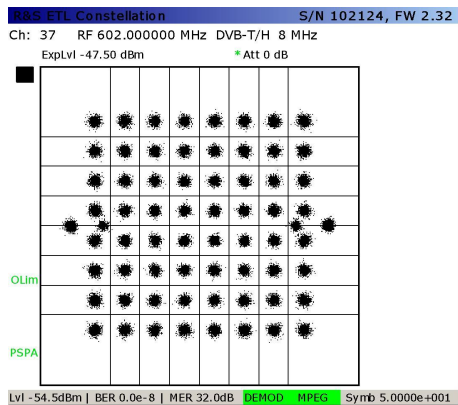 R&S ETL Constellation S/N 102124, FW 2.32
Ch: 37 RF 602.000000 MHz DVB-T/H 8 MHz
ExpLvl -47.50 dBm *Att 0 dB
OLim
PSPA
Lvl -54.5dBm | BER 0.0e-8 | MER 32.0dB DEMOD MPEG Symb 5.0000e+001